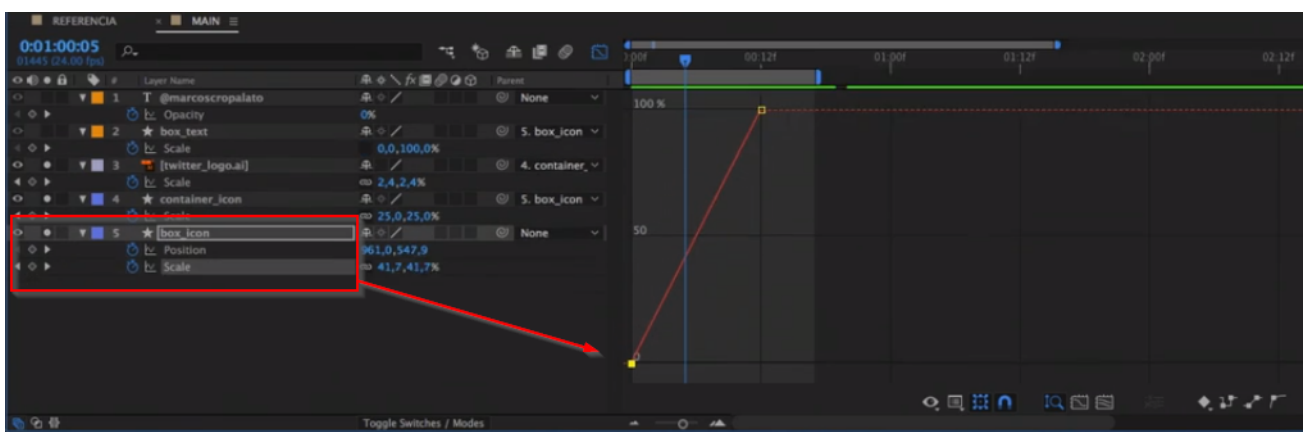 REFERENCIA × MAIN
0:01:00:05
01445 (24.00 fps)
# Layer Name fx Parent
1 T @marcoscropalato None
Opacity 0%
2 box_text 5. box_icon
Scale 0,0,100,0%
3 [twitter_logo.ai] 4. container_
Scale 2,4,2,4%
4 container_icon 5. box_icon
Scale 25,0,25,0%
5 box_icon None
Position 961,0,547,9
Scale 41,7,41,7%
Toggle Switches / Modes
00:12f 01:00f 01:12f 02:00f 02:12f
100 %
50
0